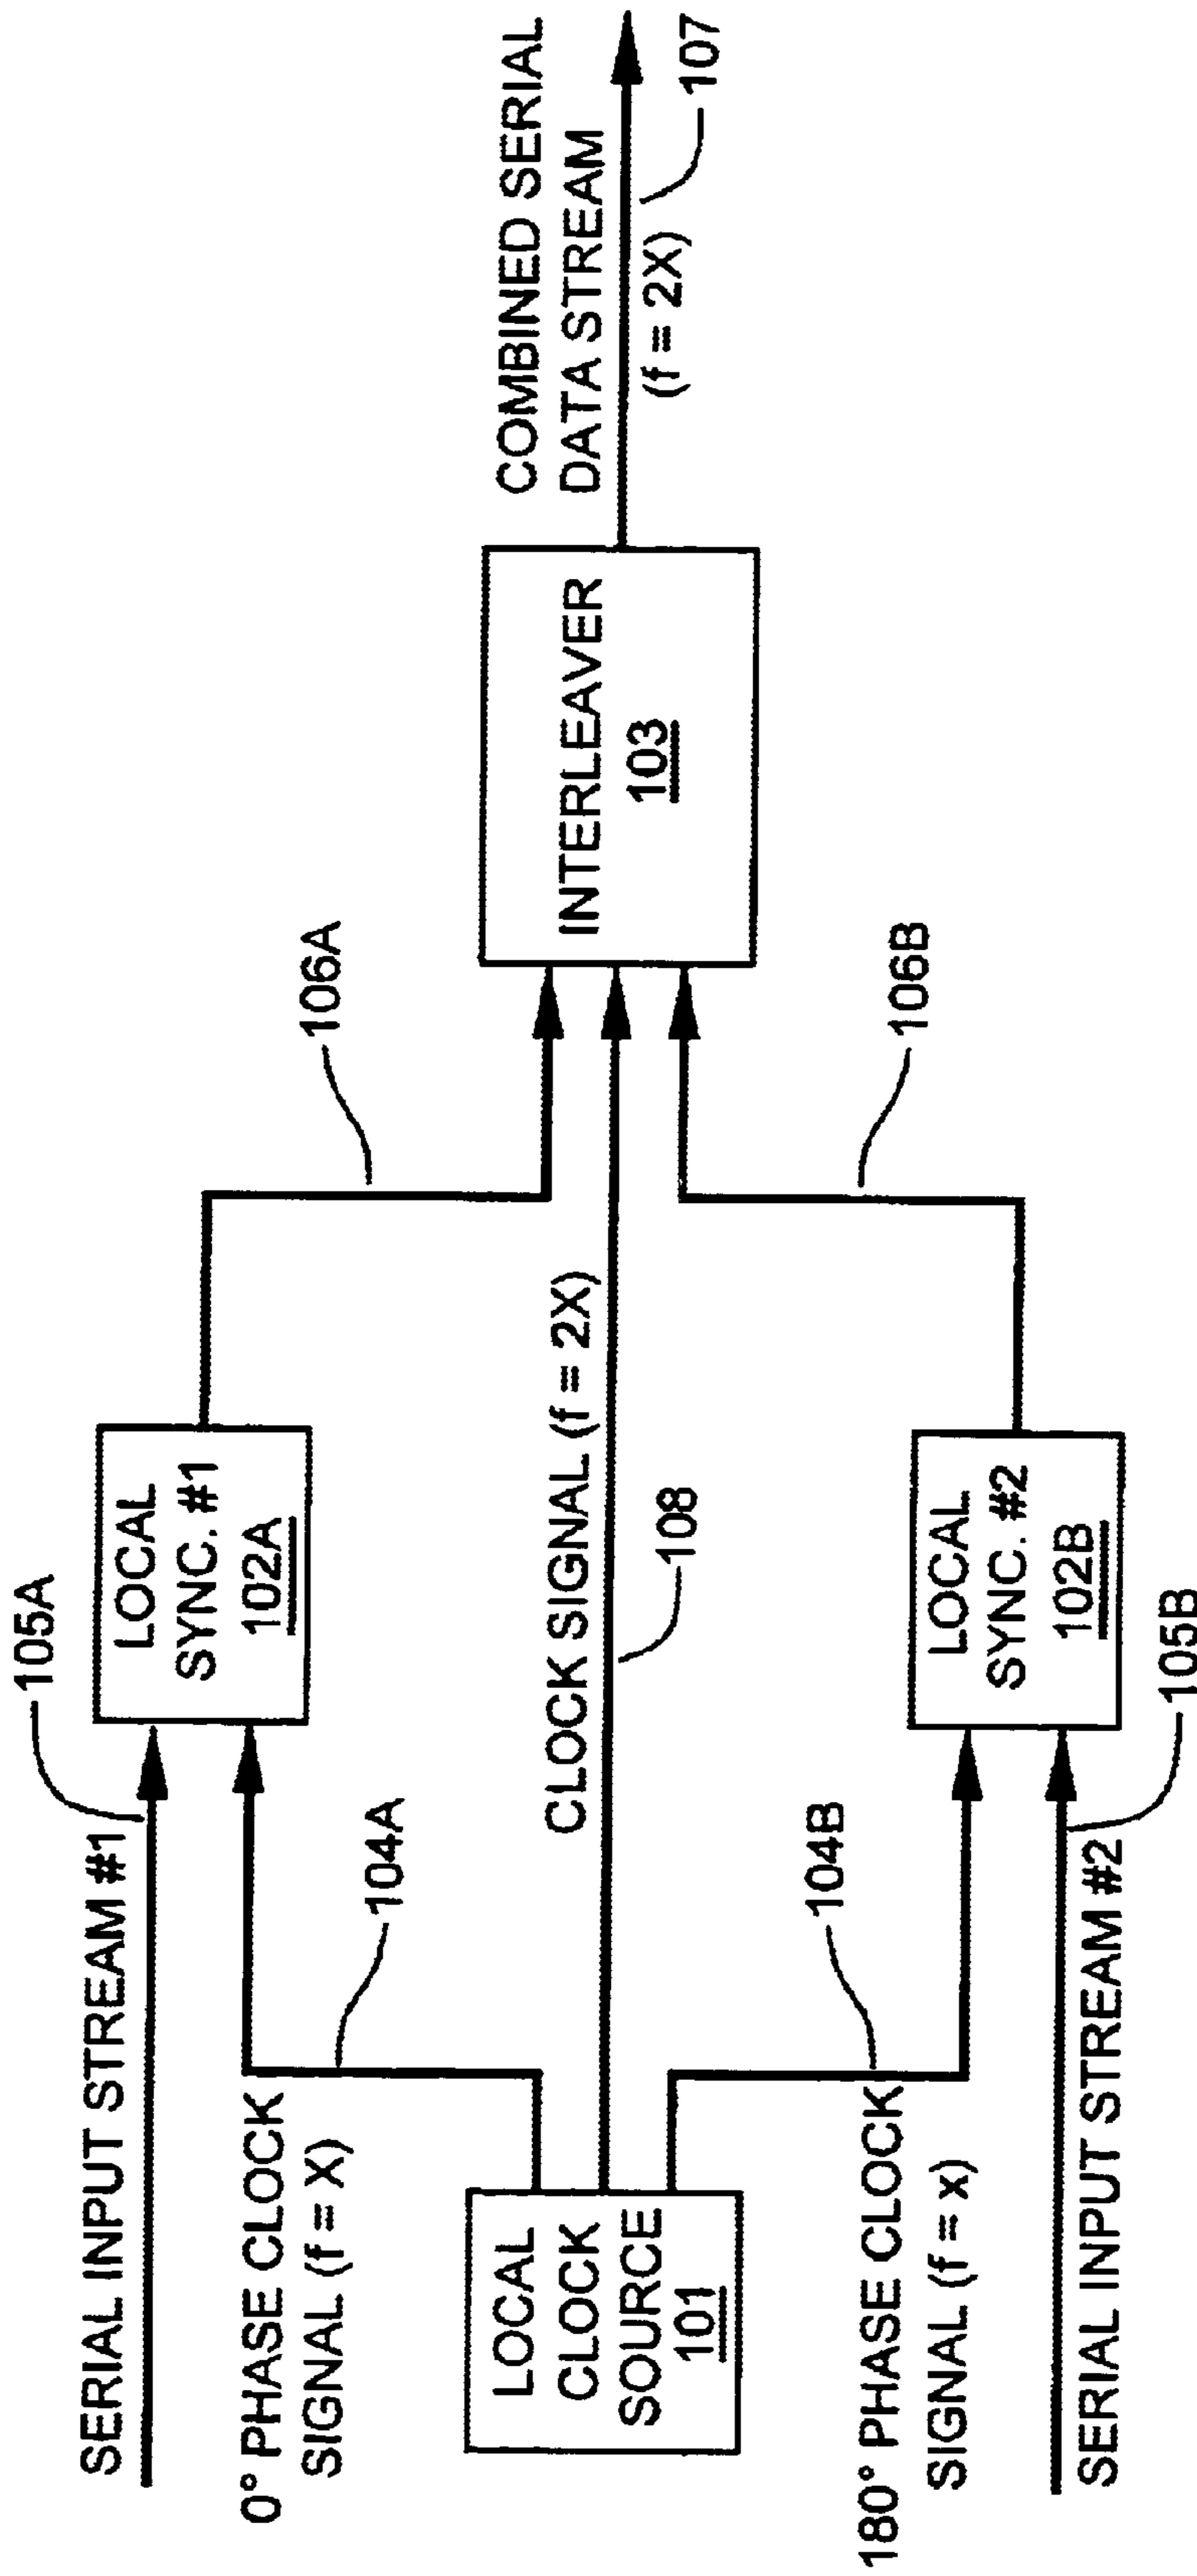 105A
SERIAL INPUT STREAM #1
LOCAL
SYNC. #1
102A
0° PHASE CLOCK
SIGNAL (f = X)
104A
106A
COMBINED SERIAL
DATA STREAM
(f = 2X)
107
LOCAL
CLOCK
SOURCE
101
CLOCK SIGNAL (f = 2X)
108
INTERLEAVER
103
180° PHASE CLOCK
SIGNAL (f = x)
104B
LOCAL
SYNC. #2
102B
106B
SERIAL INPUT STREAM #2
105B